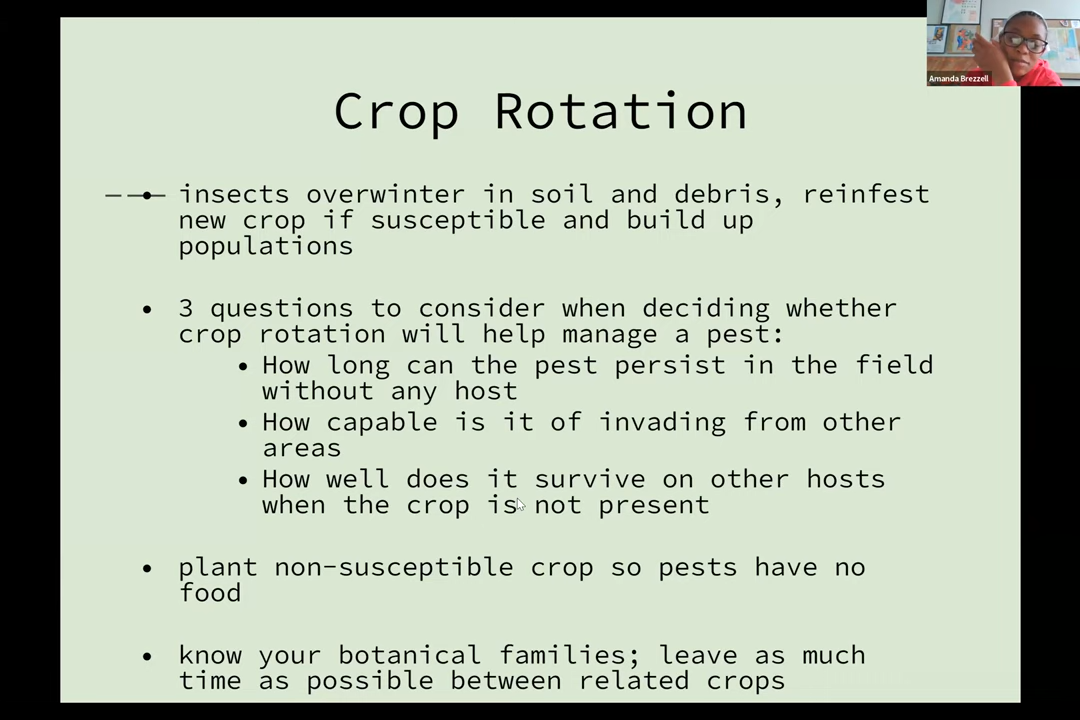 Amanda Brezzell
Crop Rotation
• insects overwinter in soil and debris, reinfest
new crop if susceptible and build up
populations
• 3 questions to consider when deciding whether
crop rotation will help manage a pest:
• How long can the pest persist in the field
without any host
• How capable is it of invading from other
areas
• How well does it survive on other hosts
when the crop is not present
• plant non-susceptible crop so pests have no
food
• know your botanical families; leave as much
time as possible between related crops